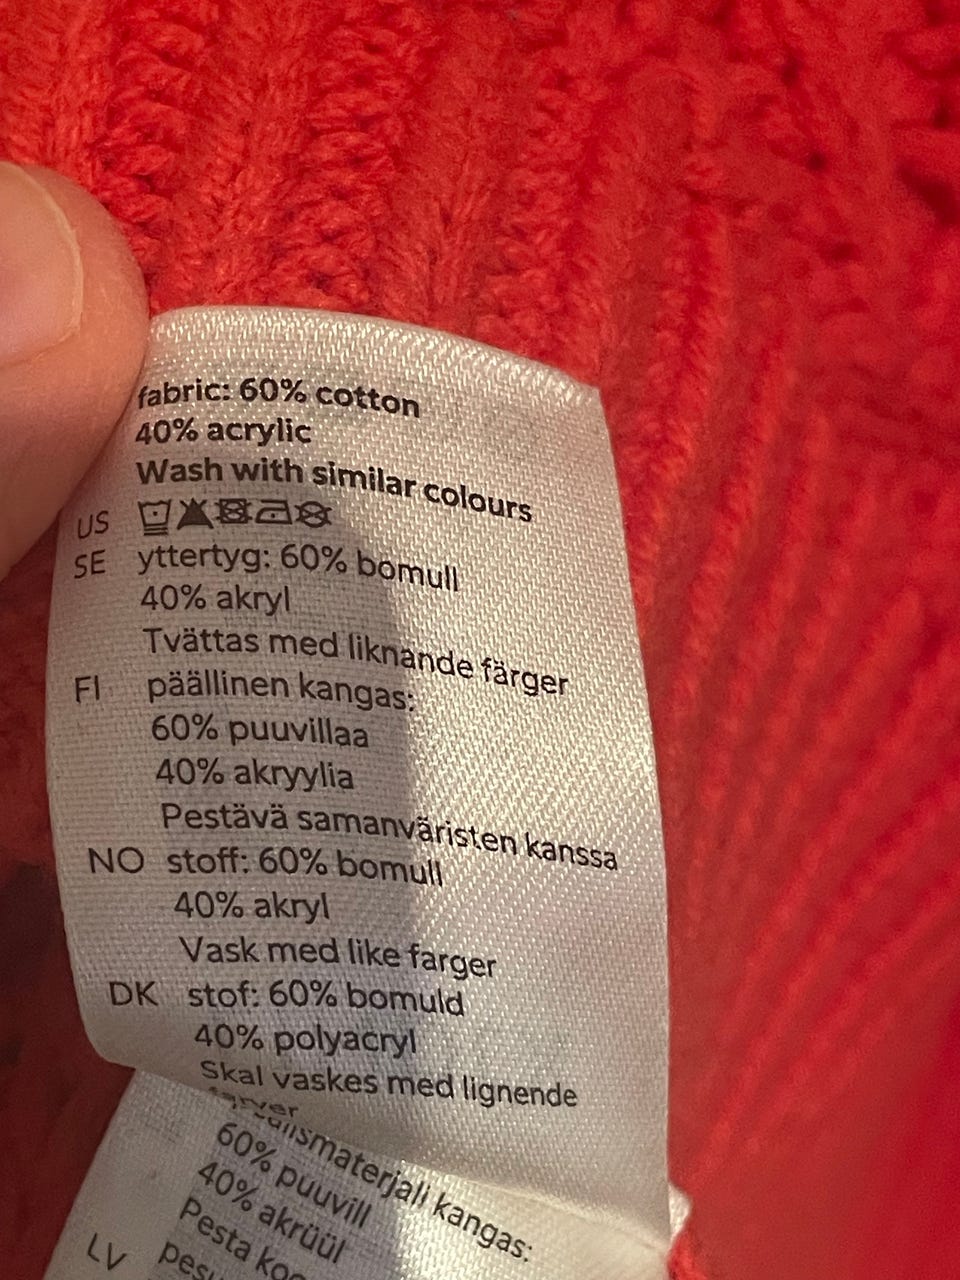 fabric: 60% cotton
40% acrylic
Wash with similar colours
US
SE yttertyg: 60% bomull
40% akryl
Tvättas med liknande färger
FI päällinen kangas:
60% puuvillaa
40% akryylia
Pestävä samanväristen kanssa
NO stoff: 60% bomull
40% akryl
Vask med like farger
DK stof: 60% bomuld
40% polyacryl
Skal vaskes med lignende
farver
kangas:
60% puuvill
40% akrüül
Pesta
LV